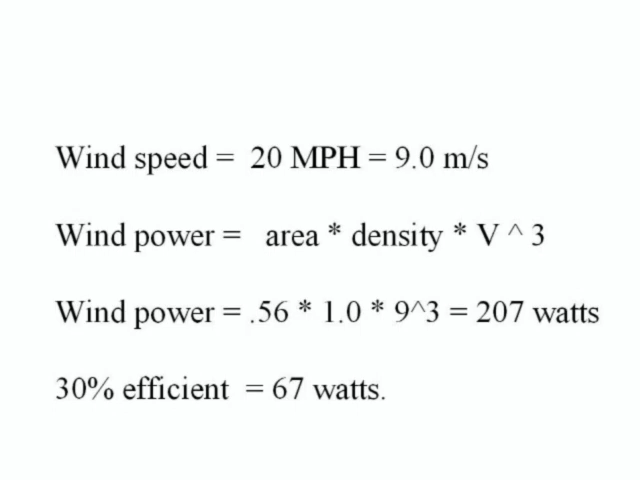 Wind speed = 20 MPH = 9.0 m/s
Wind power = area * density * V ^ 3
Wind power = .56 * 1.0 * 9^3 = 207 watts
30% efficient = 67 watts.